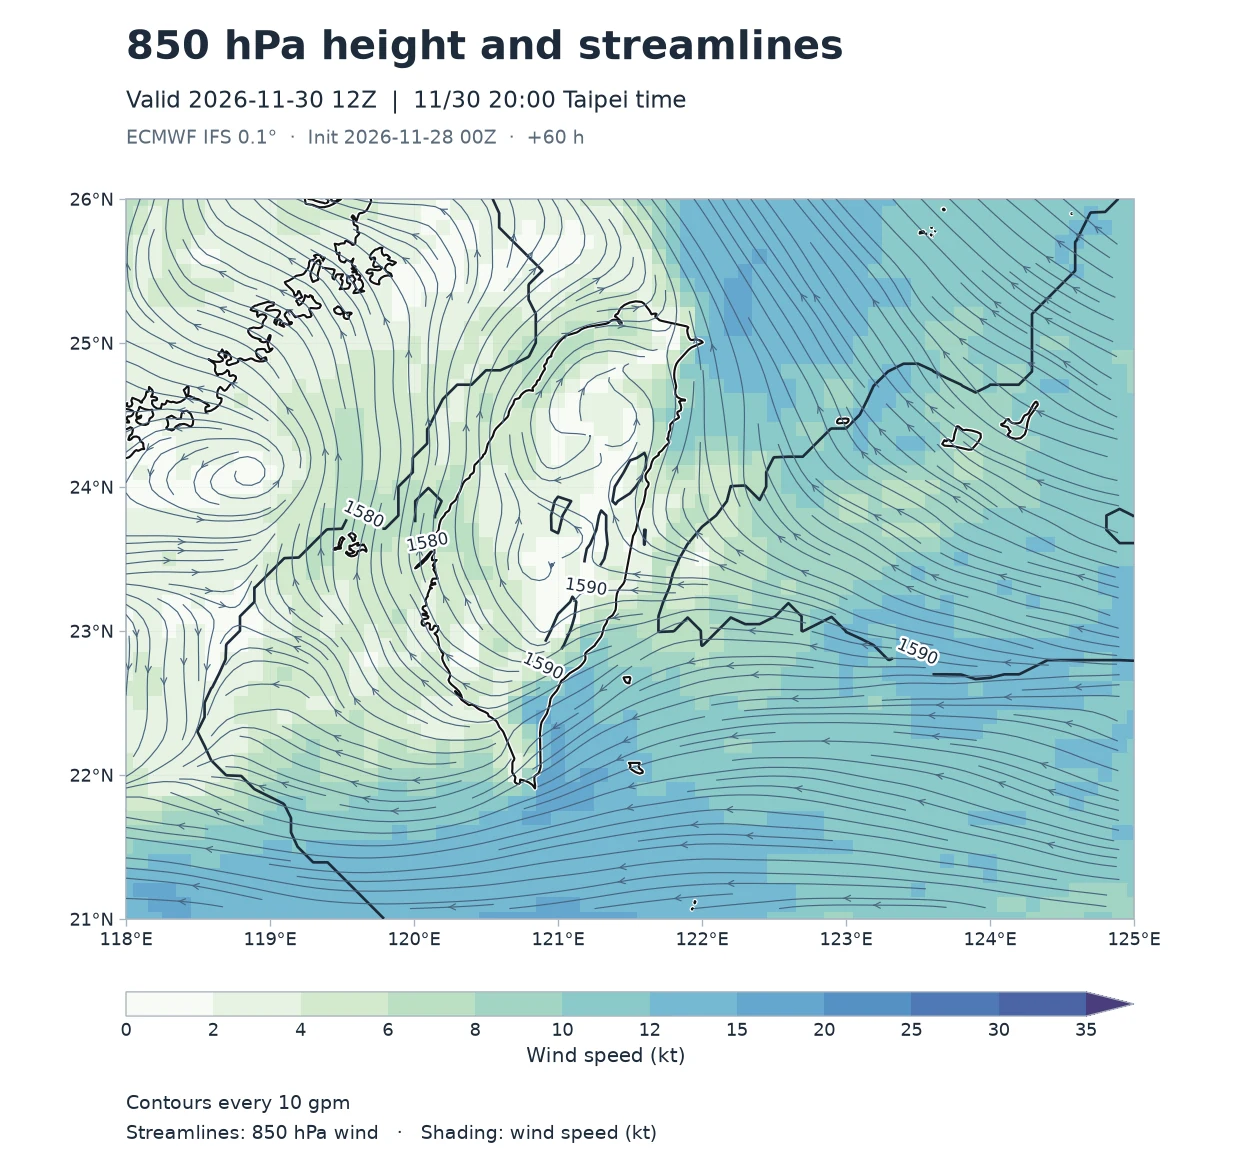 850 hPa height and streamlines
Valid 2026-11-30 12Z | 11/30 20:00 Taipei time
ECMWF IFS 0.1° · Init 2026-11-28 00Z · +60 h
26°N
25°N
24°N
1580
1580
1590
23°N
1590
1590
22°N
21°N
118°E 119°E 120°E 121°E 122°E 123°E 124°E 125°E
0 2 4 6 8 10 12 15 20 25 30 35
Wind speed (kt)
Contours every 10 gpm
Streamlines: 850 hPa wind · Shading: wind speed (kt)